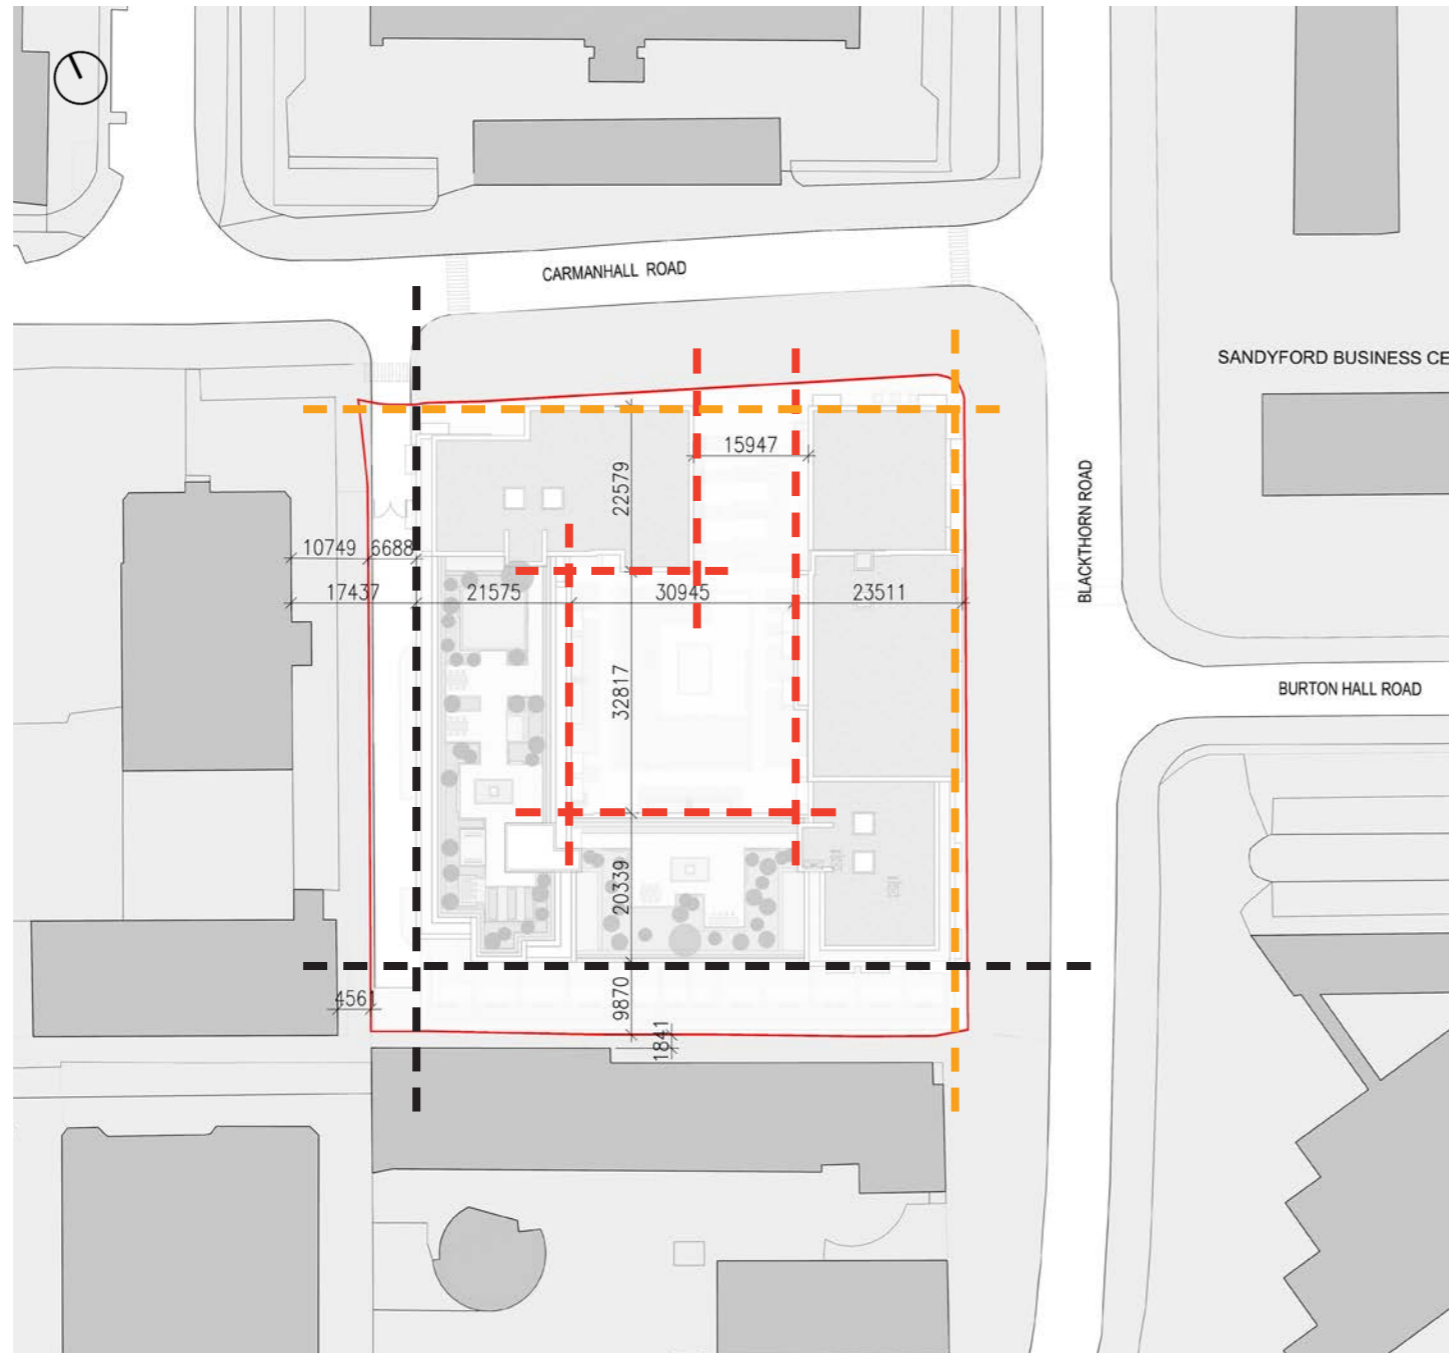 CARMANHALL ROAD
SANDYFORD BUSINESS CE
15947
22579
BLACKTHORN ROAD
10749 6688
17437 21575 30945 23511
32817
BURTON HALL ROAD
20339
4561
9870
1841